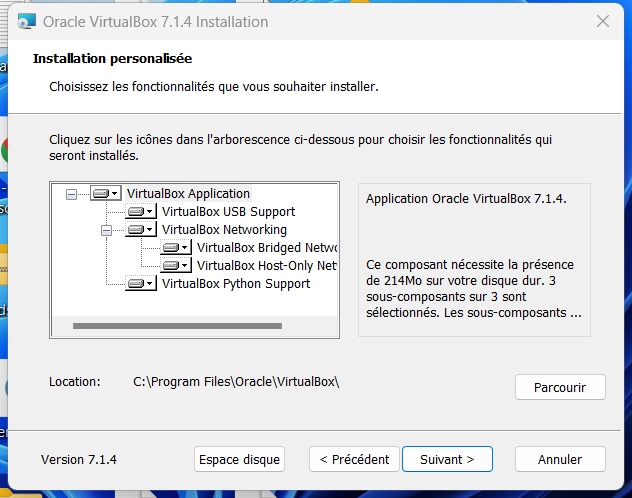 Oracle VirtualBox 7.1.4 Installation
Installation personalisée
Choisissez les fonctionnalités que vous souhaiter installer.
Cliquez sur les icônes dans l'arborescence ci-dessous pour choisir les fonctionnalités qui
seront installés.
VirtualBox Application
VirtualBox USB Support
VirtualBox Networking
VirtualBox Bridged Netwo
VirtualBox Host-Only Net
VirtualBox Python Support
Application Oracle VirtualBox 7.1.4.
Ce composant nécessite la présence
de 214Mo sur votre disque dur. 3
sous-composants sur 3 sont
sélectionnés. Les sous-composants ...
Location: C:\Program Files\Oracle\VirtualBox\
Parcourir
Version 7.1.4
Espace disque
< Précédent
Suivant >
Annuler